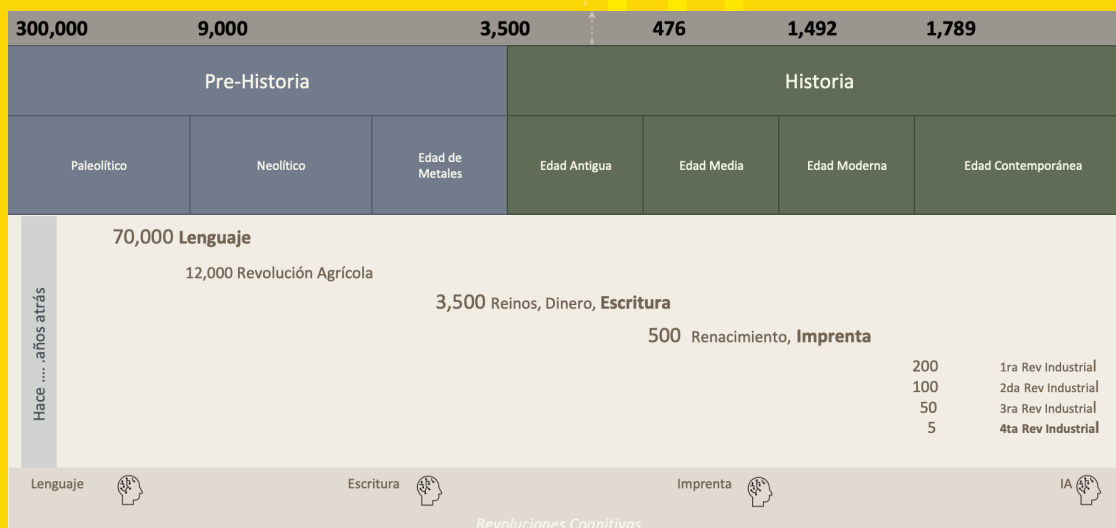 300,000 9,000 3,500 476 1,492 1,789
Pre-Historia Historia
Paleolítico Neolítico Edad de Metales Edad Antigua Edad Media Edad Moderna Edad Contemporánea
70,000 Lenguaje
12,000 Revolución Agrícola
3,500 Reinos, Dinero, Escritura
500 Renacimiento, Imprenta
200 1ra Rev Industrial
100 2da Rev Industrial
50 3ra Rev Industrial
5 4ta Rev Industrial
Hace .... .años atrás
Lenguaje Escritura Imprenta IA
Revoluciones Cognitivas